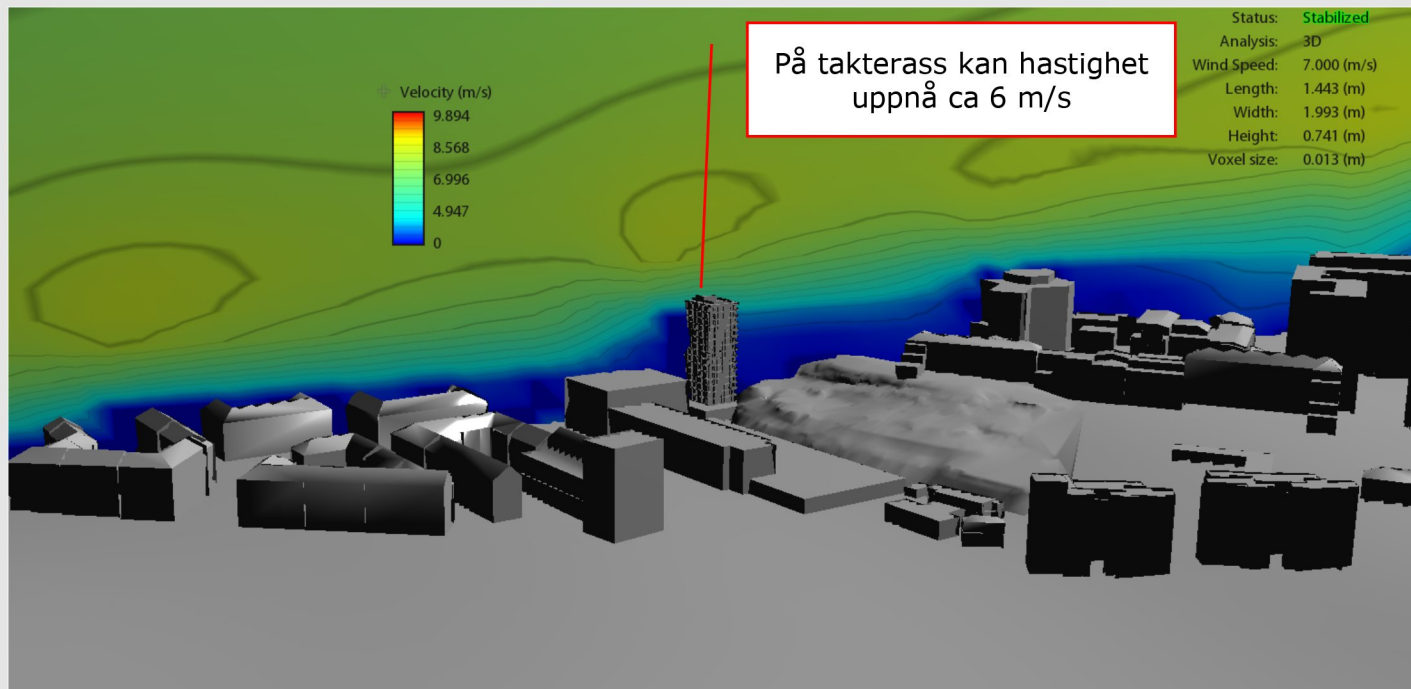 Status: Stabilized
Analysis: 3D
Wind Speed: 7.000 (m/s)
Length: 1.443 (m)
Width: 1.993 (m)
Height: 0.741 (m)
Voxel size: 0.013 (m)
På takterass kan hastighet
uppnå ca 6 m/s
Velocity (m/s)
9.894
8.568
6.996
4.947
0